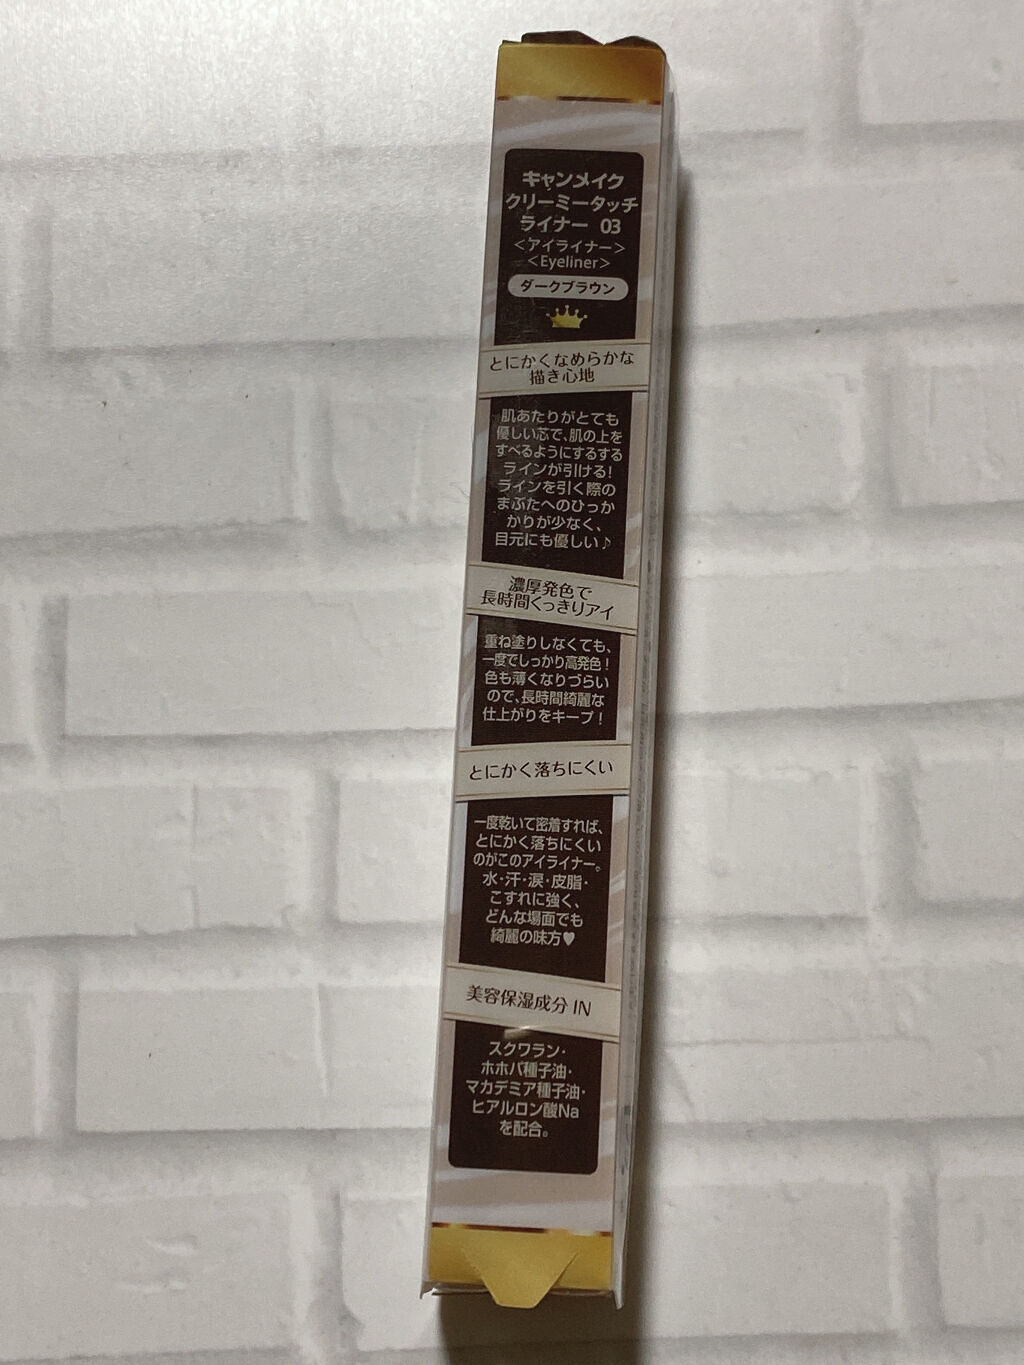 キャンメイク
クリーミータッチ
ライナー 03
<アイライナー>
<Eyeliner>
ダークブラウン
とにかくなめらかな
描き心地
肌あたりがとても
優しい芯で、肌の上を
すべるようにするする
ラインが引ける!
ラインを引く際の
まぶたへのひっか
かりが少なく、
目元にも優しい♪
濃厚発色で
長時間くっきりアイ
重ね塗りしなくても、
一度でしっかり高発色!
色も薄くなりづらい
ので、長時間綺麗な
仕上がりをキープ!
とにかく落ちにくい
一度乾いて密着すれば、
とにかく落ちにくい
のがこのアイライナー。
水・汗・涙・皮脂・
こすれに強く、
どんな場面でも
綺麗の味方♥
美容保湿成分 IN
スクワラン・
ホホバ種子油・
マカデミア種子油・
ヒアルロン酸Na
を配合。